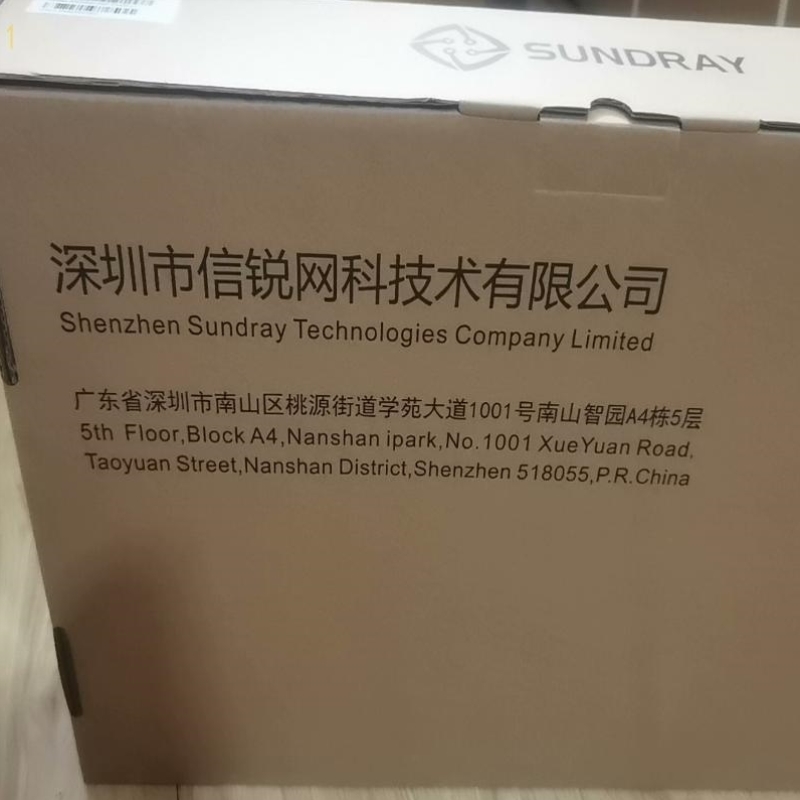 1
SUNDRAY
深圳市信锐网科技术有限公司
Shenzhen Sundray Technologies Company Limited
广东省深圳市南山区桃源街道学苑大道1001号南山智园A4栋5层
5th Floor,Block A4,Nanshan ipark,No.1001 XueYuan Road,
Taoyuan Street,Nanshan District,Shenzhen 518055,P.R.China